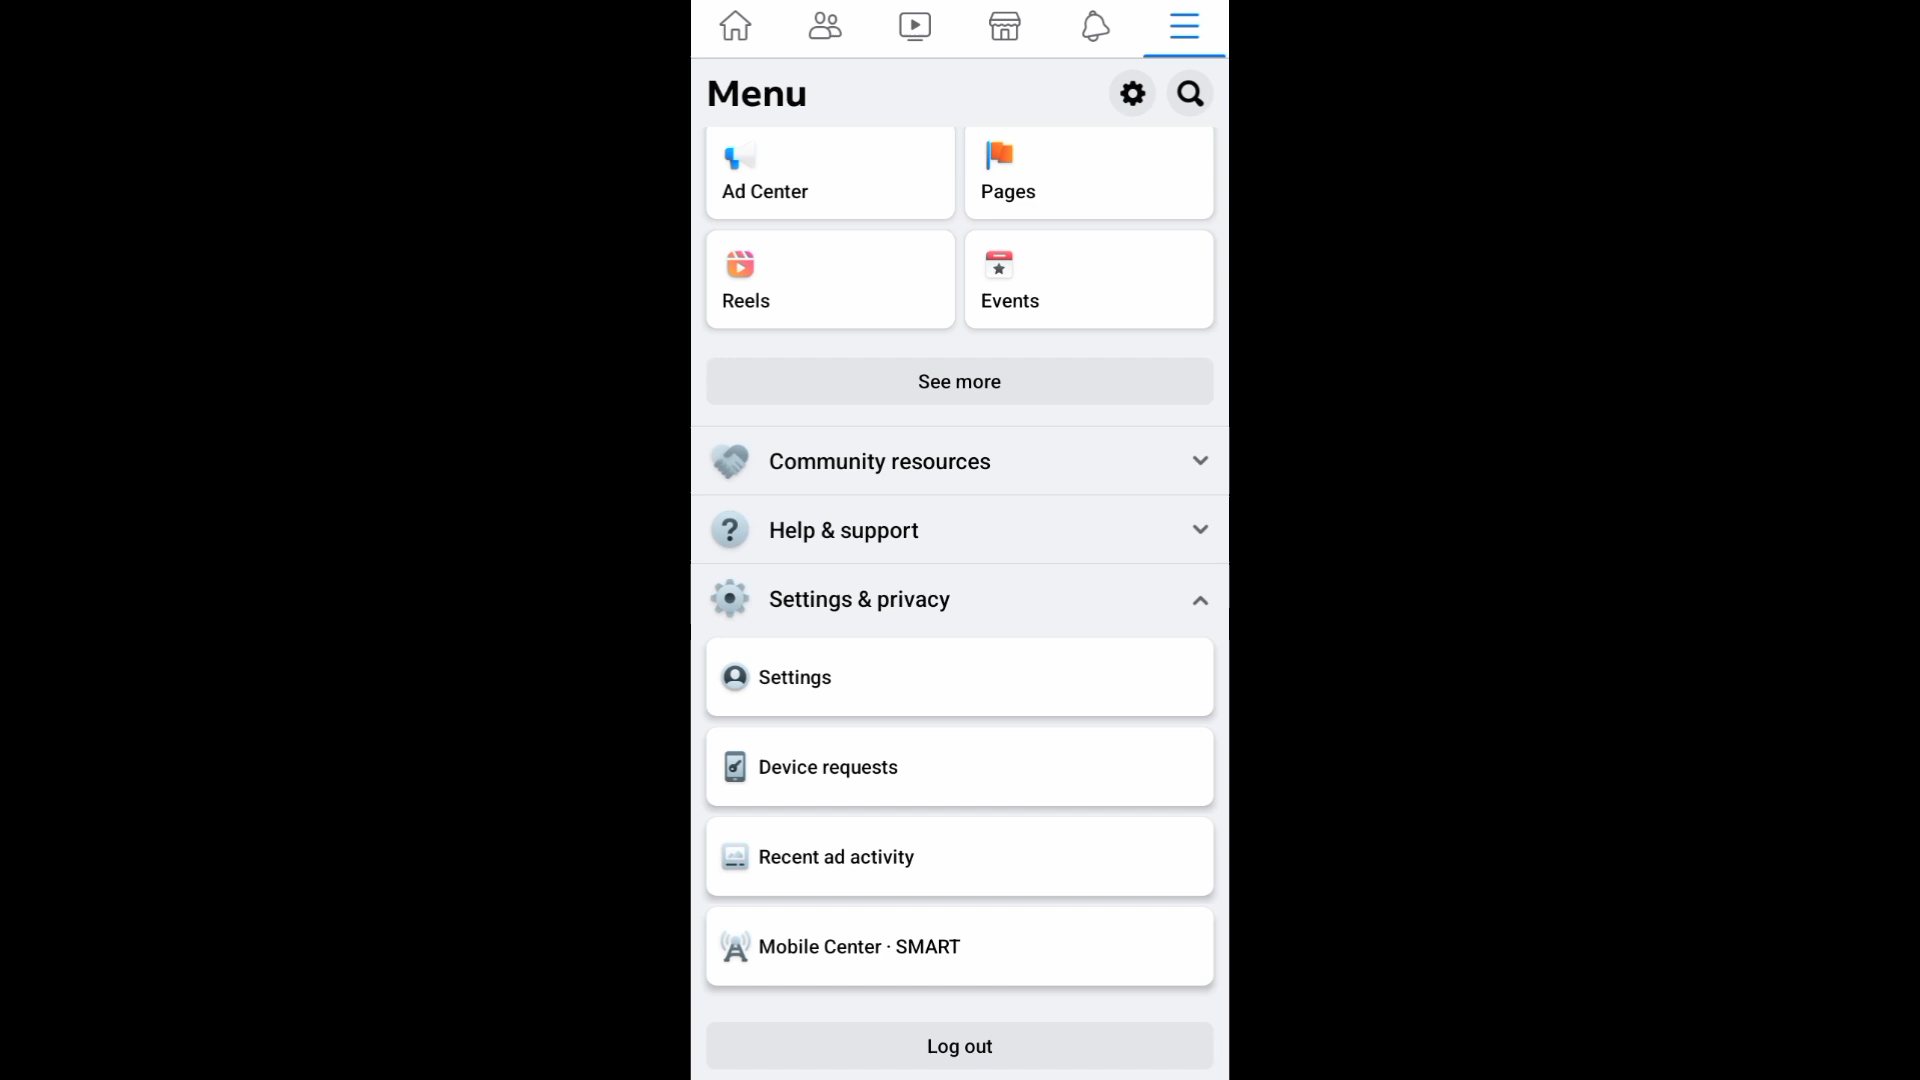 Menu
Ad Center
Pages
Reels
Events
See more
Community resources
Help & support
Settings & privacy
Settings
Device requests
Recent ad activity
Mobile Center · SMART
Log out